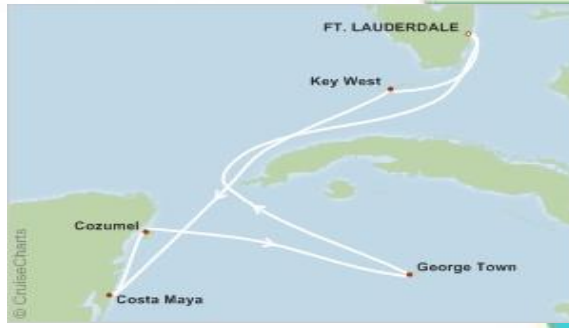 FT. LAUDERDALE
Key West
Cozumel
George Town
Costa Maya
© CruiseCharts